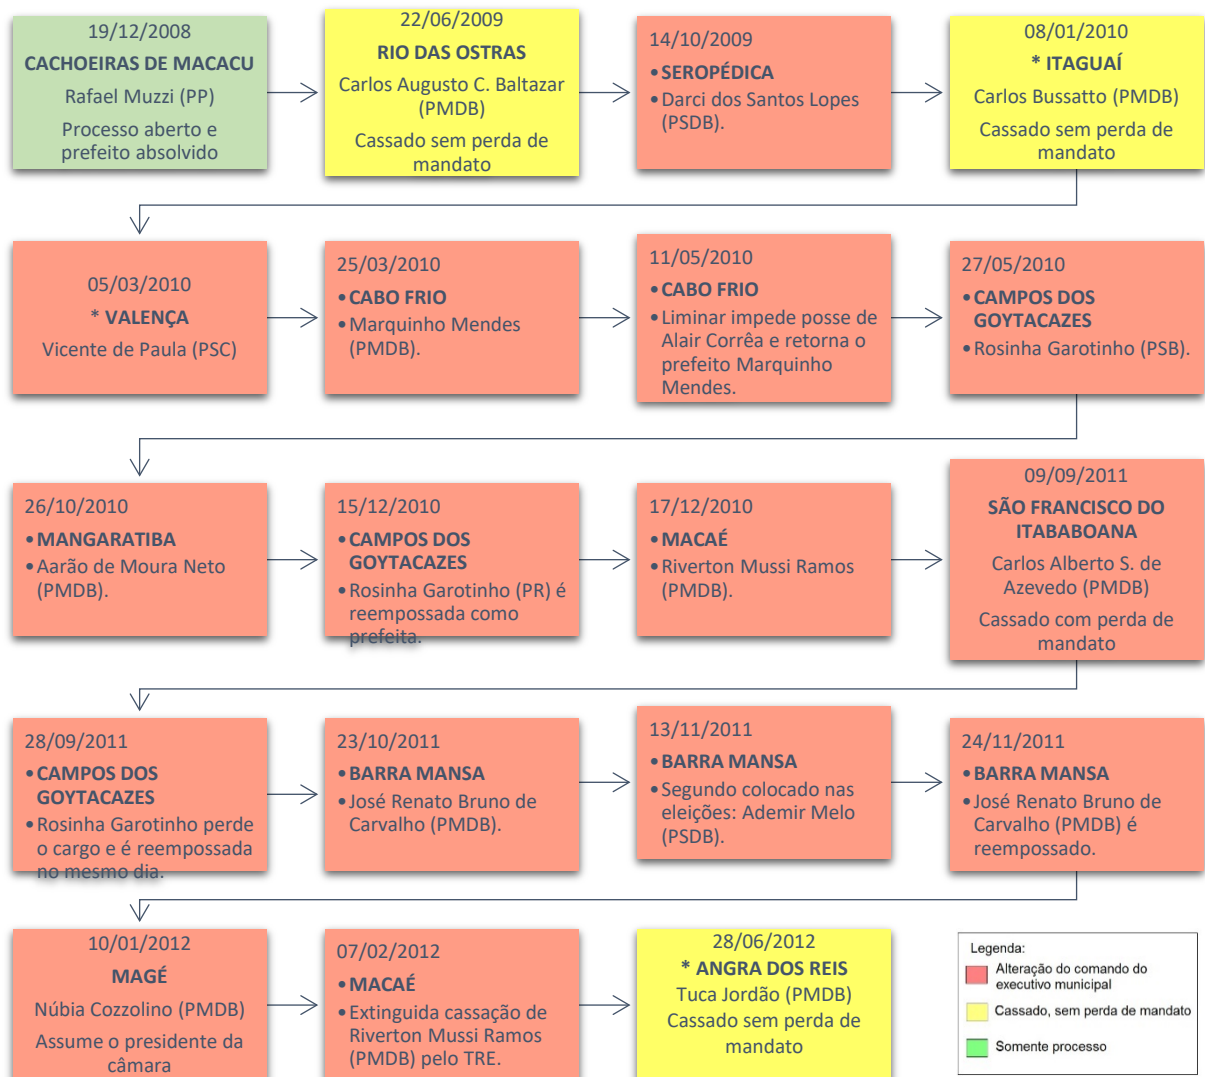 19/12/2008
CACHOEIRAS DE MACACU
Rafael Muzzi (PP)
Processo aberto e
prefeito absolvido
22/06/2009
RIO DAS OSTRAS
Carlos Augusto C. Baltazar
(PMDB)
Cassado sem perda de
mandato
14/10/2009
•SEROPÉDICA
•Darci dos Santos Lopes
(PSDB).
08/01/2010
* ITAGUAÍ
Carlos Bussatto (PMDB)
Cassado sem perda de
mandato
05/03/2010
* VALENÇA
Vicente de Paula (PSC)
25/03/2010
•CABO FRIO
•Marquinho Mendes
(PMDB).
11/05/2010
•CABO FRIO
•Liminar impede posse de
Alair Corrêa e retorna o
prefeito Marquinho
Mendes.
27/05/2010
•CAMPOS DOS
GOYTACAZES
•Rosinha Garotinho (PSB).
26/10/2010
•MANGARATIBA
•Aarão de Moura Neto
(PMDB).
15/12/2010
•CAMPOS DOS
GOYTACAZES
•Rosinha Garotinho (PR) é
reempossada como
prefeita.
17/12/2010
•MACAÉ
•Riverton Mussi Ramos
(PMDB).
09/09/2011
SÃO FRANCISCO DO
ITABABOANA
Carlos Alberto S. de
Azevedo (PMDB)
Cassado com perda de
mandato
28/09/2011
•CAMPOS DOS
GOYTACAZES
•Rosinha Garotinho perde
o cargo e é reempossada
no mesmo dia.
23/10/2011
•BARRA MANSA
•José Renato Bruno de
Carvalho (PMDB).
13/11/2011
•BARRA MANSA
•Segundo colocado nas
eleições: Ademir Melo
(PSDB).
24/11/2011
•BARRA MANSA
•José Renato Bruno de
Carvalho (PMDB) é
reempossado.
10/01/2012
MAGÉ
Núbia Cozzolino (PMDB)
Assume o presidente da
câmara
07/02/2012
•MACAÉ
•Extinguida cassação de
Riverton Mussi Ramos
(PMDB) pelo TRE.
28/06/2012
* ANGRA DOS REIS
Tuca Jordão (PMDB)
Cassado sem perda de
mandato
Legenda:
Alteração do comando do
executivo municipal
Cassado, sem perda de mandato
Somente processo